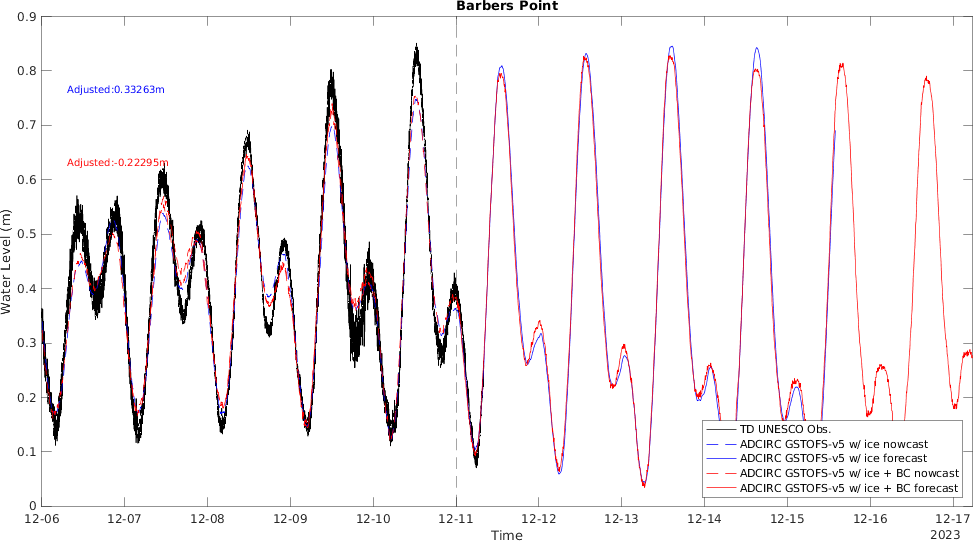 Barbers Point
0.9
0.8
0.7
0.6
0.5
0.4
0.3
0.2
0.1
0
Water Level (m)
Adjusted:0.33263m
Adjusted:-0.22295m
TD UNESCO Obs.
ADCIRC GSTOFS-v5 w/ ice nowcast
ADCIRC GSTOFS-v5 w/ ice forecast
ADCIRC GSTOFS-v5 w/ ice + BC nowcast
ADCIRC GSTOFS-v5 w/ ice + BC forecast
12-06 12-07 12-08 12-09 12-10 12-11 12-12 12-13 12-14 12-15 12-16 12-17
Time
2023